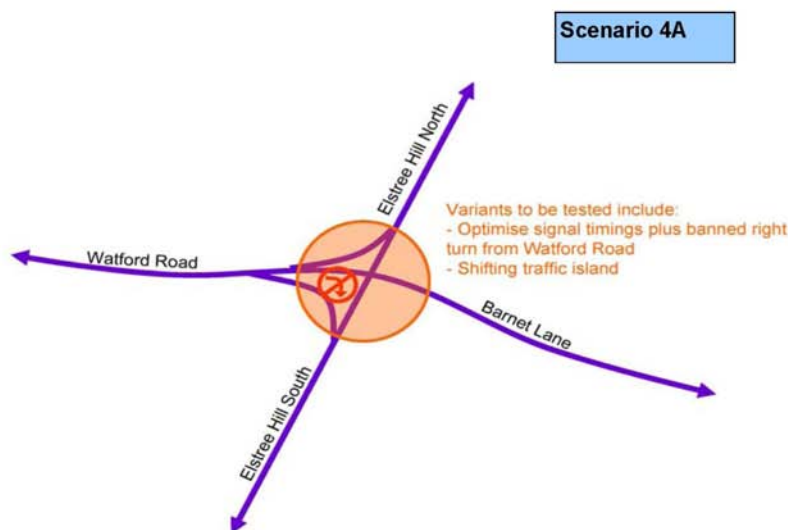 Scenario 4A
Elstree Hill North
Variants to be tested include:
- Optimise signal timings plus banned right
turn from Watford Road
- Shifting traffic island
Watford Road
Barnet Lane
Elstree Hill South